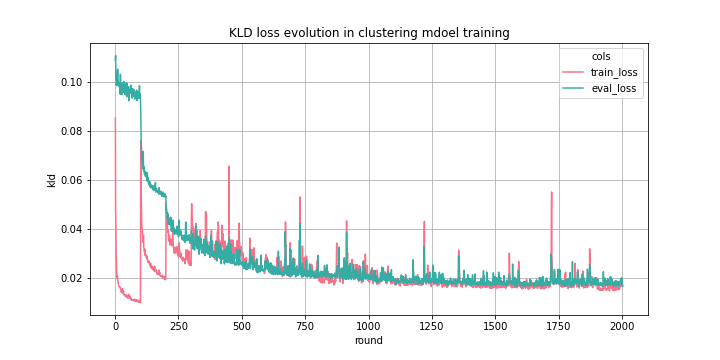 KLD loss evolution in clustering mdoel training
cols
train_loss
eval_loss
0.10
0.08
0.06
0.04
0.02
kld
0
250
500
750
1000
1250
1500
1750
2000
round